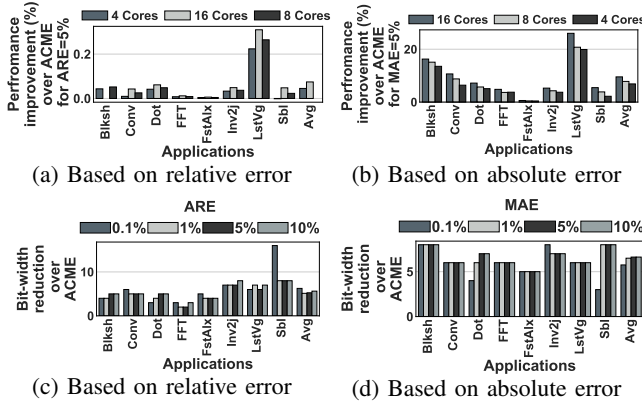 4 Cores 16 Cores 8 Cores
Perfromance
improvement (%)
over ACME
for ARE=5%
0.2
0.0
Blksh Conv Dot FFT FstAlx Inv2j LstVg Sbl Avg
Applications
(a) Based on relative error
16 Cores 8 Cores 4 Cores
Perfromance
improvement (%)
over ACME
for MAE=5%
20
0
Blksh Conv Dot FFT FstAlx Inv2j LstVg Sbl Avg
Applications
(b) Based on absolute error
ARE
0.1% 1% 5% 10%
Bit-width
reduction
over
ACME
10
0
Blksh Conv Dot FFT FstAlx Inv2j LstVg Sbl Avg
Applications
(c) Based on relative error
MAE
0.1% 1% 5% 10%
Bit-width
reduction
over
ACME
5
0
Blksh Conv Dot FFT FstAlx Inv2j LstVg Sbl Avg
Applications
(d) Based on absolute error